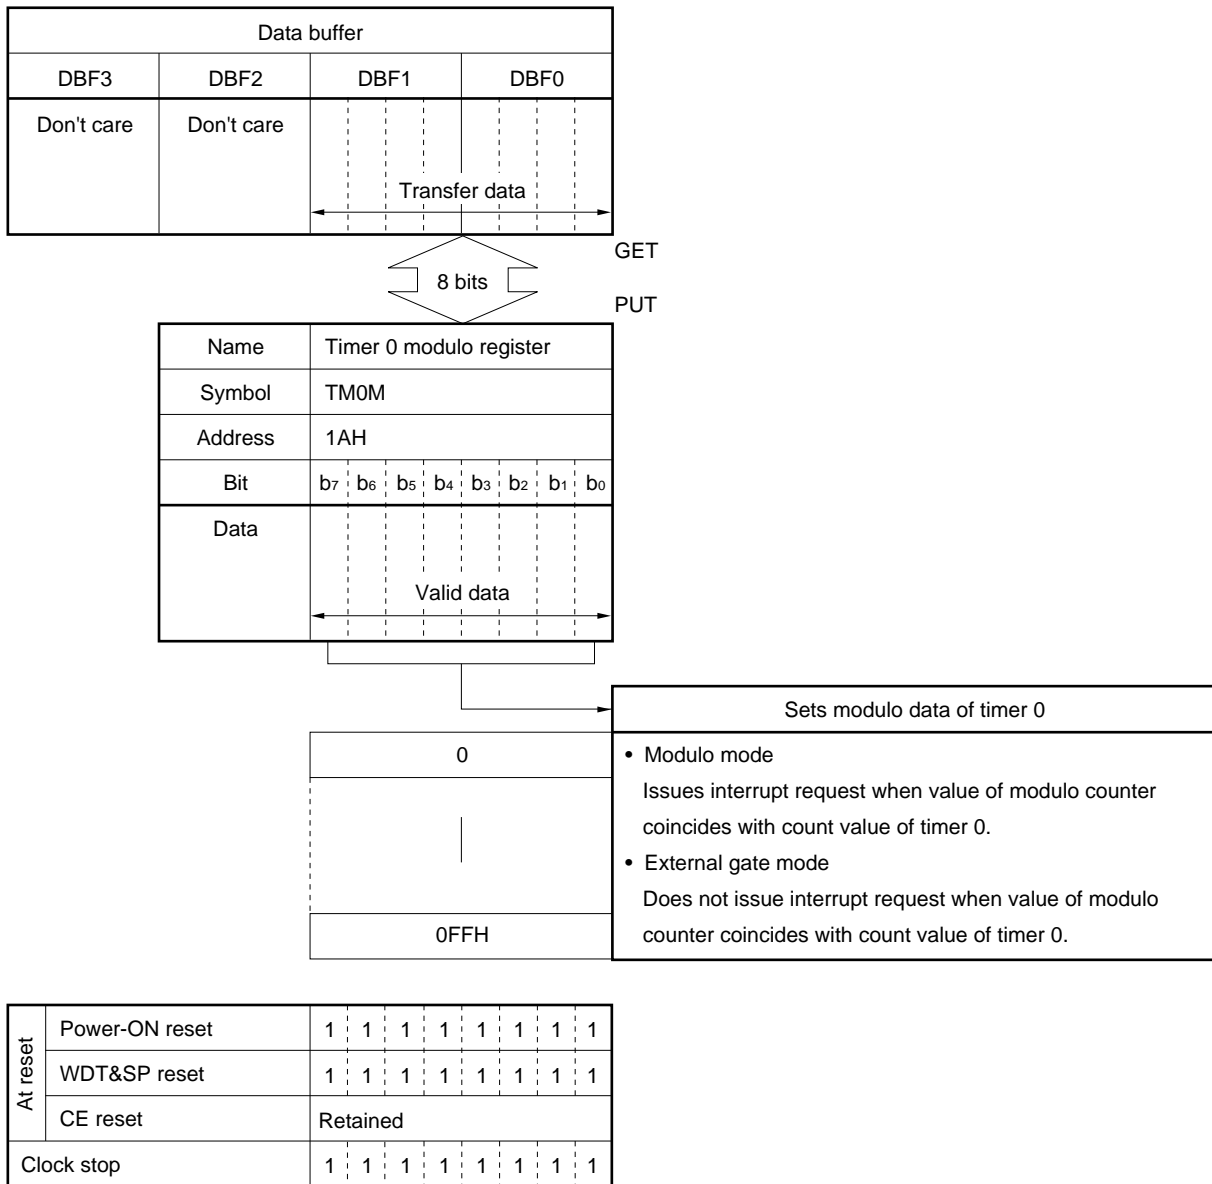 Data buffer
DBF3 DBF2 DBF1 DBF0
Don't care Don't care
Transfer data
GET
8 bits
PUT
Name Timer 0 modulo register
Symbol TM0M
Address 1AH
Bit b7 b6 b5 b4 b3 b2 b1 b0
Data
Valid data
Sets modulo data of timer 0
0
• Modulo mode
Issues interrupt request when value of modulo counter
coincides with count value of timer 0.
• External gate mode
Does not issue interrupt request when value of modulo
counter coincides with count value of timer 0.
0FFH
At reset
Power-ON reset 1 1 1 1 1 1 1 1
WDT&SP reset 1 1 1 1 1 1 1 1
CE reset Retained
Clock stop 1 1 1 1 1 1 1 1